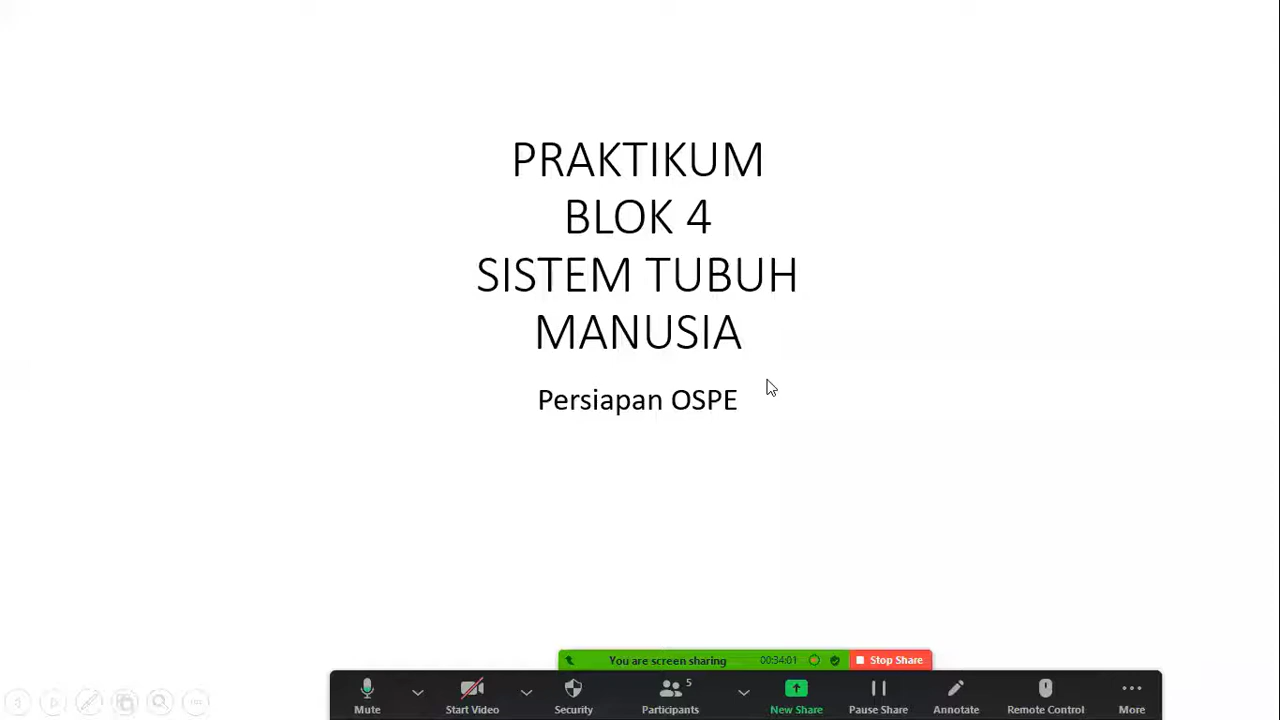 PRAKTIKUM
BLOK 4
SISTEM TUBUH
MANUSIA
Persiapan OSPE
You are screen sharing 00:34:01 Stop Share
5
Mute Start Video Security Participants New Share Pause Share Annotate Remote Control More